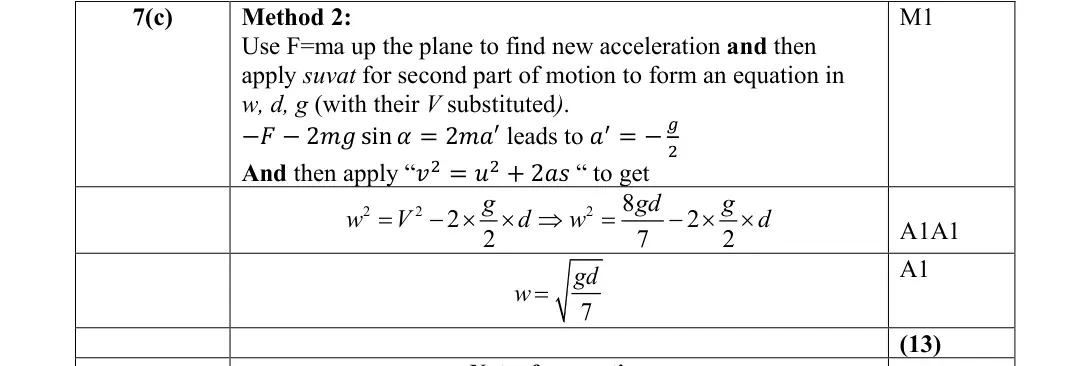 7(c) Method 2: M1
Use F=ma up the plane to find new acceleration and then
apply suvat for second part of motion to form an equation in
w, d, g (with their V substituted).
−F − 2mg sin α = 2ma′ leads to a′ = −g/2
And then apply “v² = u² + 2as “ to get
w² = V² − 2 × g/2 × d ⇒ w² = 8gd/7 − 2 × g/2 × d A1A1
w = √(gd/7) A1
(13)